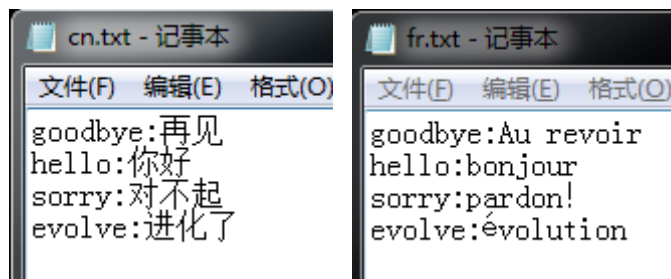 cn.txt - 记事本
文件(F) 编辑(E) 格式(O)
goodbye:再见
hello:你好
sorry:对不起
evolve:进化了
fr.txt - 记事本
文件(F) 编辑(E) 格式(O)
goodbye:Au revoir
hello:bonjour
sorry:pardon!
evolve:évolution